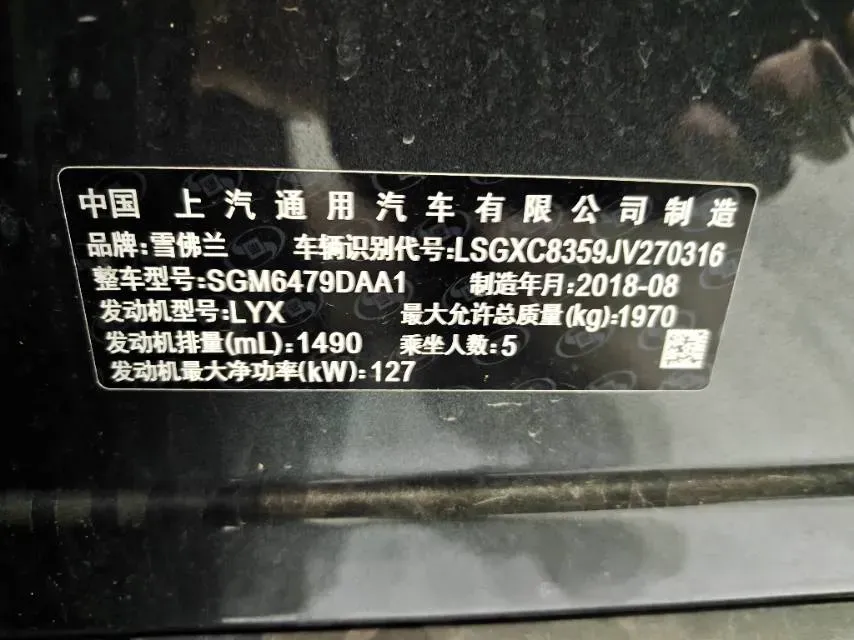 中国 上汽通用汽车有限公司制造
品牌:雪佛兰 车辆识别代号:LSGXC8359JV270316
整车型号:SGM6479DAA1 制造年月:2018-08
发动机型号:LYX 最大允许总质量(kg):1970
发动机排量(mL):1490 乘坐人数:5
发动机最大净功率(kW):127